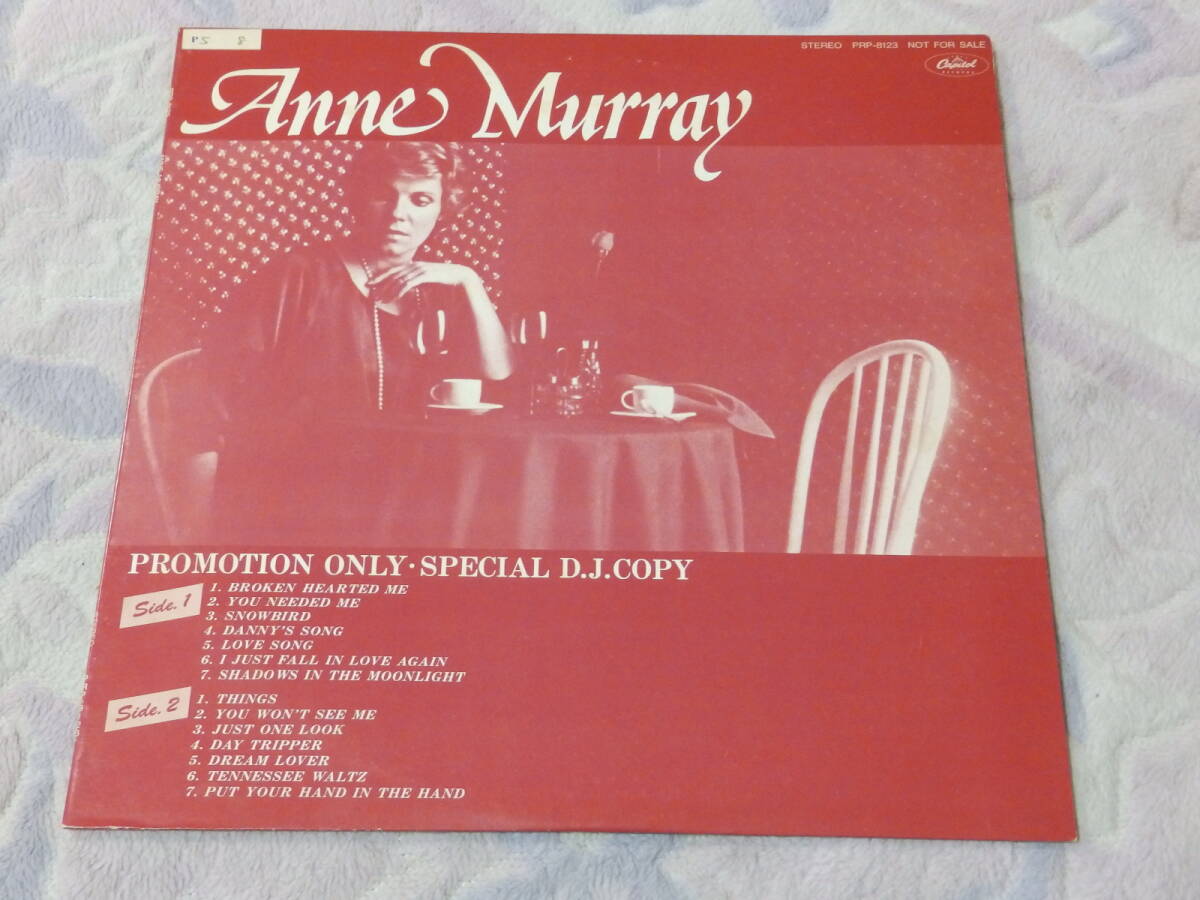 P5 8
STEREO PRP-8123 NOT FOR SALE
Capitol
RECORDS
Anne Murray
PROMOTION ONLY・SPECIAL D.J.COPY
Side.1
1. BROKEN HEARTED ME
2. YOU NEEDED ME
3. SNOWBIRD
4. DANNY'S SONG
5. LOVE SONG
6. I JUST FALL IN LOVE AGAIN
7. SHADOWS IN THE MOONLIGHT
Side.2
1. THINGS
2. YOU WON'T SEE ME
3. JUST ONE LOOK
4. DAY TRIPPER
5. DREAM LOVER
6. TENNESSEE WALTZ
7. PUT YOUR HAND IN THE HAND